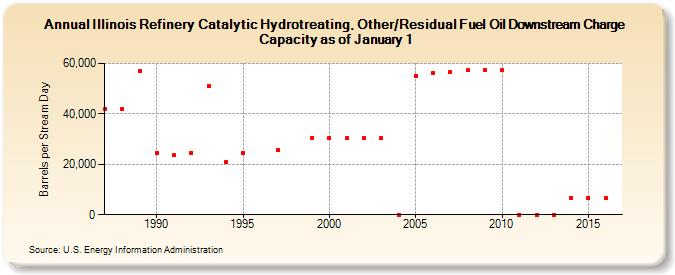 Annual Illinois Refinery Catalytic Hydrotreating, Other/Residual Fuel Oil Downstream Charge
Capacity as of January 1
Barrels per Stream Day
60,000
40,000
20,000
0
1990
1995
2000
2005
2010
2015
Source: U.S. Energy Information Administration